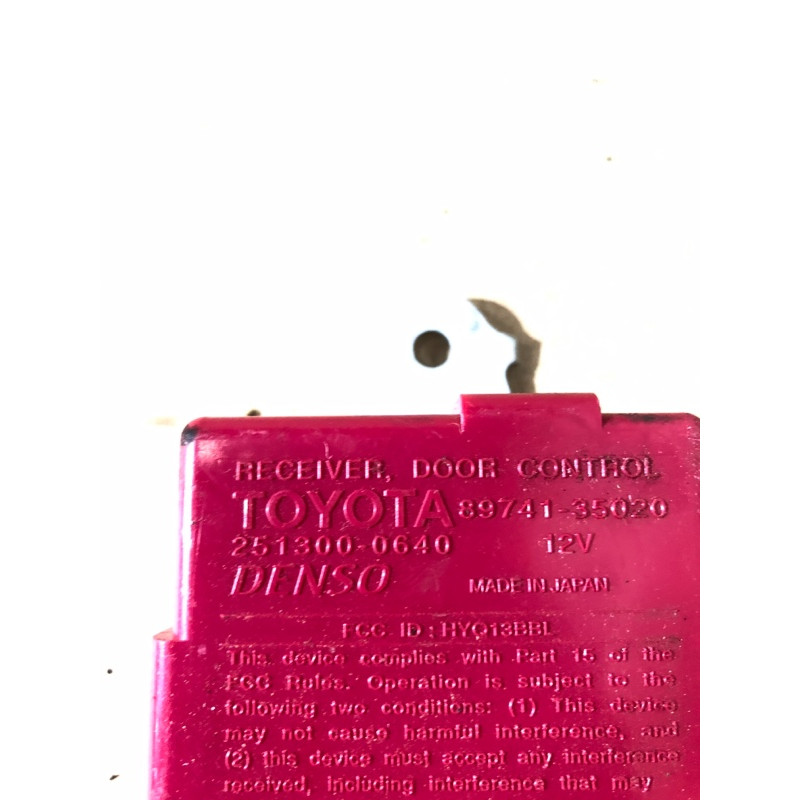 RECEIVER, DOOR CONTROL
TOYOTA 89741-35020
251300-0640 12V
DENSO MADE IN JAPAN
FCC ID : HYQ13BBL
This device complies with Part 15 of the
FCC Rules. Operation is subject to the
following two conditions: (1) This device
may not cause harmful interference, and
(2) this device must accept any interference
received, including interference that may